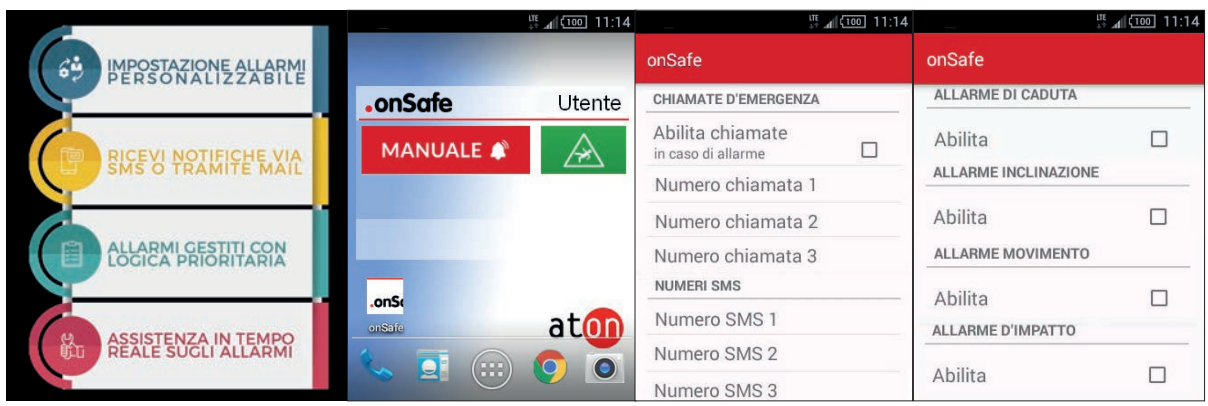 IMPOSTAZIONE ALLARMI
PERSONALIZZABILE
RICEVI NOTIFICHE VIA
SMS O TRAMITE MAIL
ALLARMI GESTITI CON
LOGICA PRIORITARIA
ASSISTENZA IN TEMPO
REALE SUGLI ALLARMI
LTE 100 11:14
.onSafe Utente
MANUALE
.onSa
onSafe
aton
LTE 100 11:14
onSafe
CHIAMATE D'EMERGENZA
Abilita chiamate
in caso di allarme
Numero chiamata 1
Numero chiamata 2
Numero chiamata 3
NUMERI SMS
Numero SMS 1
Numero SMS 2
Numero SMS 3
LTE 100 11:14
onSafe
ALLARME DI CADUTA
Abilita
ALLARME INCLINAZIONE
Abilita
ALLARME MOVIMENTO
Abilita
ALLARME D'IMPATTO
Abilita